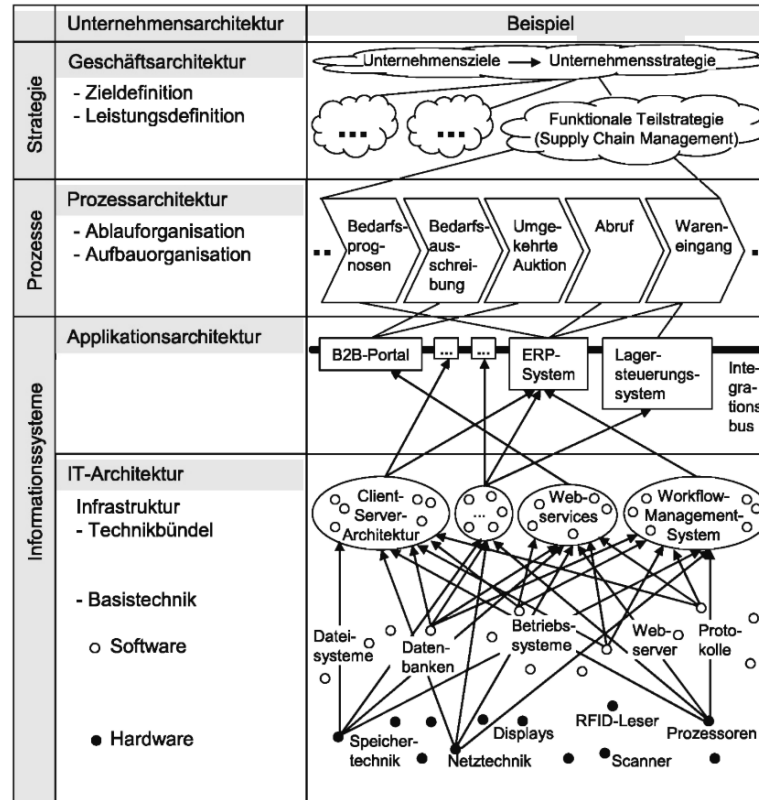 Unternehmensarchitektur
Beispiel
Strategie
Geschäftsarchitektur
- Zieldefinition
- Leistungsdefinition
Unternehmensziele
Unternehmensstrategie
...
...
Funktionale Teilstrategie
(Supply Chain Management)
Prozesse
Prozessarchitektur
- Ablauforganisation
- Aufbauorganisation
..
Bedarfs-
prog-
nosen
Bedarfs-
aus-
schrei-
bung
Umge-
kehrte
Auktion
Abruf
Waren-
eingang
..
Informationssysteme
Applikationsarchitektur
B2B-Portal
...
...
ERP-
System
Lager-
steuerungs-
system
Inte-
gra-
tions
bus
IT-Architektur
Infrastruktur
- Technikbündel
- Basistechnik
Software
Hardware
Client-
Server-
Architektur
...
Web-
services
Workflow-
Management-
System
Datei-
systeme
Daten-
banken
Betriebs-
systeme
Web-
server
Proto-
kolle
Speicher-
technik
Netztechnik
Displays
RFID-Leser
Scanner
Prozessoren